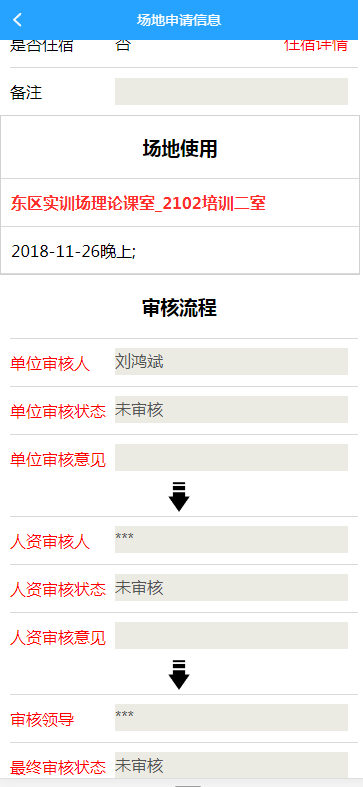 场地申请信息
是否住宿 否 住宿详情
备注
场地使用
东区实训场理论课室_2102培训二室
2018-11-26晚上;
审核流程
单位审核人 刘鸿斌
单位审核状态 未审核
单位审核意见
人资审核人 ***
人资审核状态 未审核
人资审核意见
审核领导 ***
最终审核状态 未审核